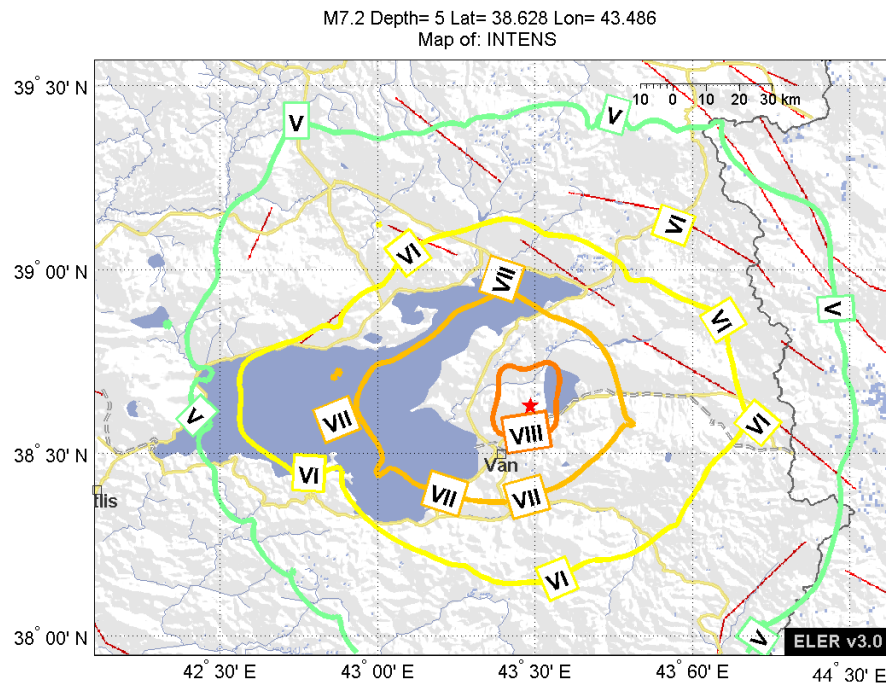 M7.2 Depth= 5 Lat= 38.628 Lon= 43.486
Map of: INTENS
39° 30' N
10 0 10 20 30 km
V
V
VI
VI
39° 00' N
VII
V
VI
VII
V
VI
38° 30' N
VIII
Van
VI
VII
VII
tlis
VI
38° 00' N
V
ELER v3.0
42° 30' E
43° 00' E
43° 30' E
43° 60' E
44° 30' E